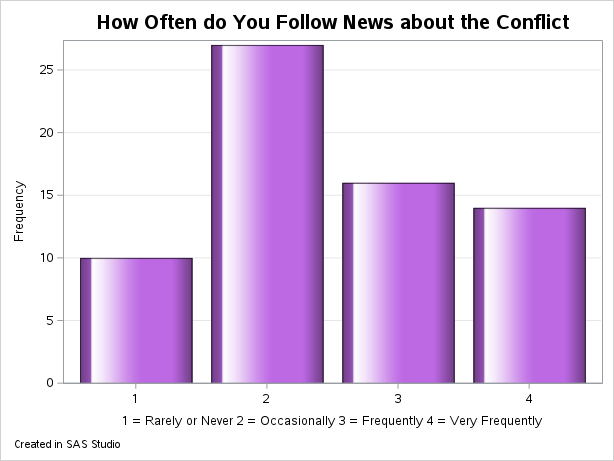 How Often do You Follow News about the Conflict
Frequency
25
20
15
10
5
0
1 2 3 4
1 = Rarely or Never 2 = Occasionally 3 = Frequently 4 = Very Frequently
Created in SAS Studio